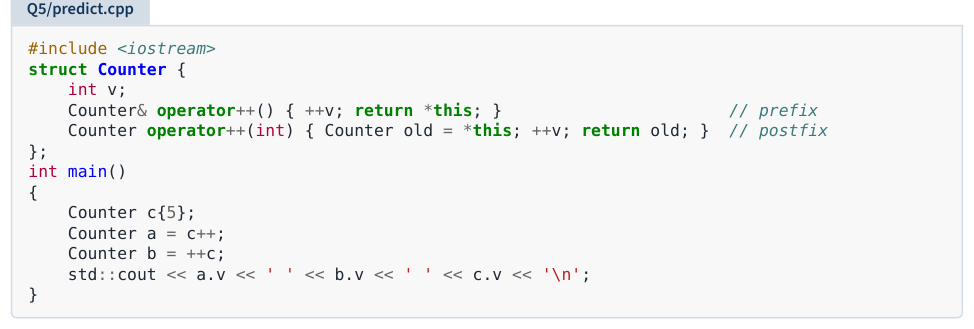 Q5/predict.cpp
#include <iostream>
struct Counter {
    int v;
    Counter& operator++() { ++v; return *this; }                       // prefix
    Counter operator++(int) { Counter old = *this; ++v; return old; }  // postfix
};
int main()
{
    Counter c{5};
    Counter a = c++;
    Counter b = ++c;
    std::cout << a.v << ' ' << b.v << ' ' << c.v << '\n';
}